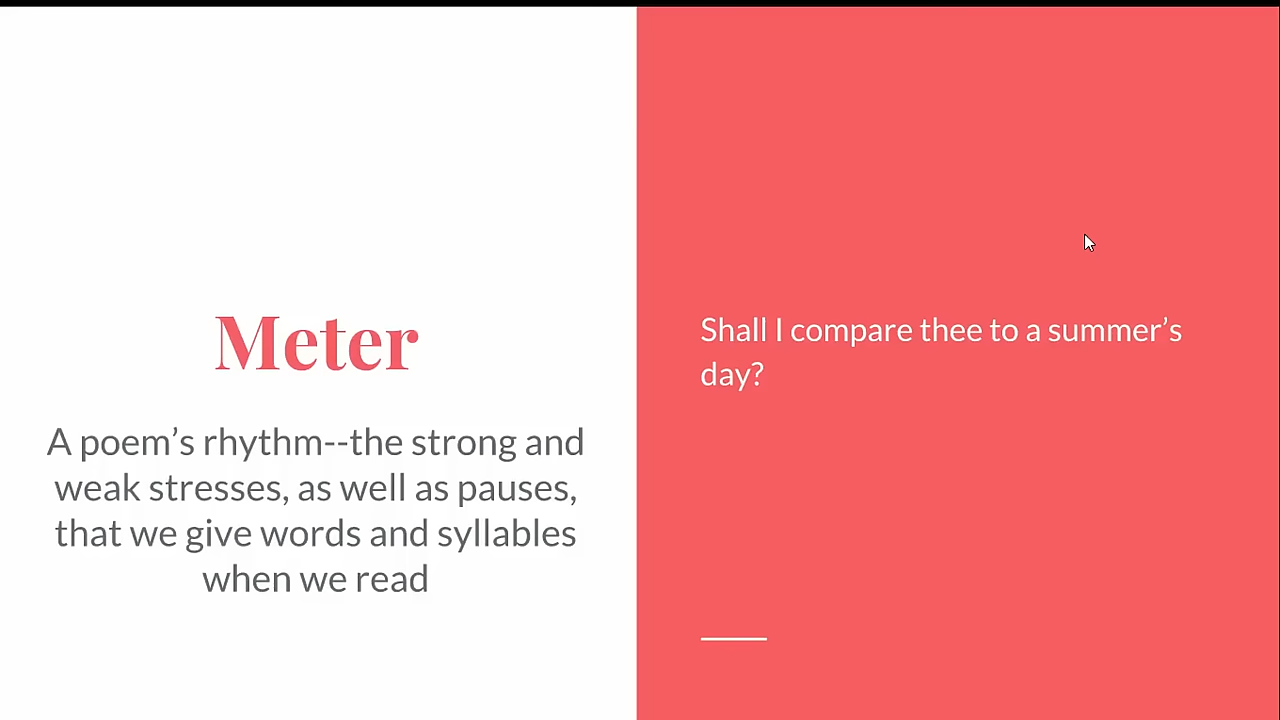 Meter
A poem’s rhythm--the strong and
weak stresses, as well as pauses,
that we give words and syllables
when we read
Shall I compare thee to a summer’s
day?